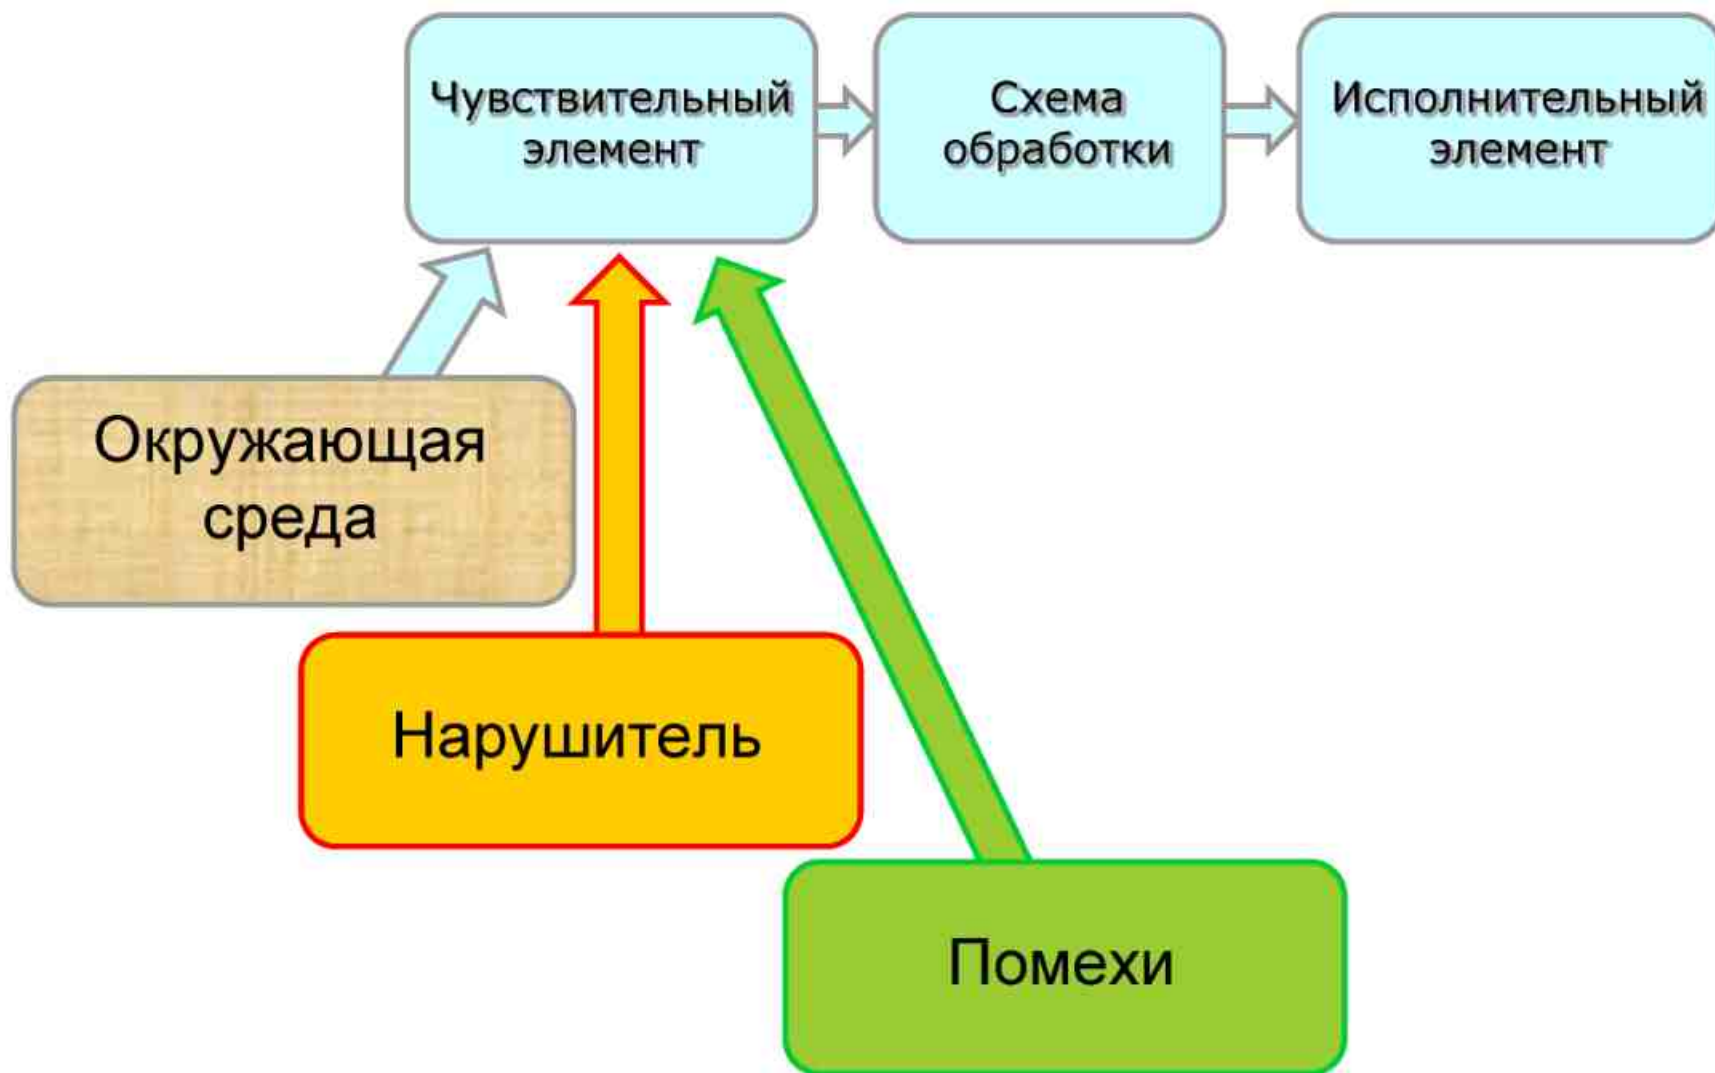 Чувствительный
элемент
Схема
обработки
Исполнительный
элемент
Окружающая
среда
Нарушитель
Помехи